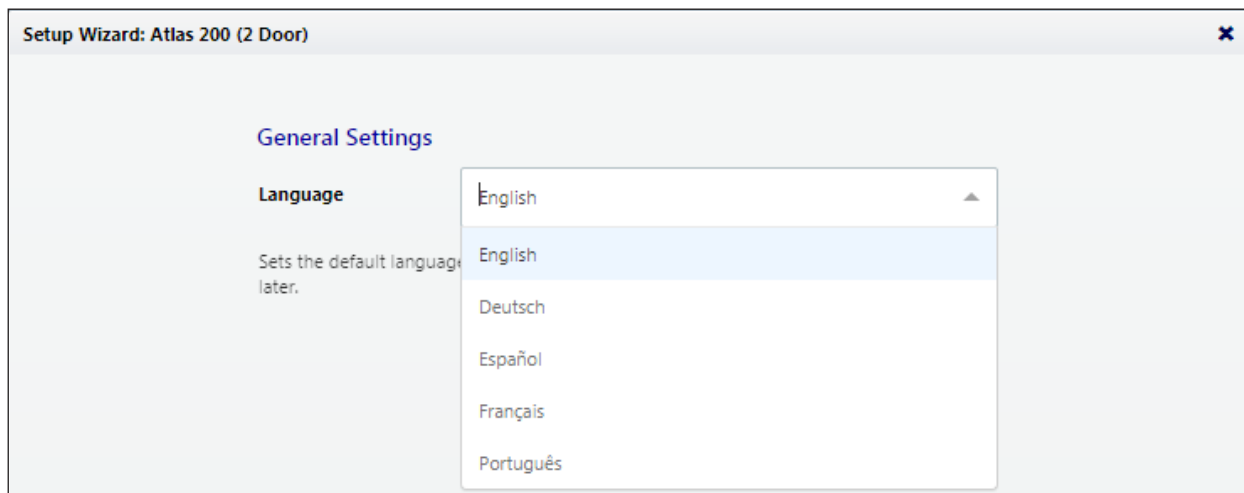 Setup Wizard: Atlas 200 (2 Door)
General Settings
Language
English
English
Sets the default language
later.
Deutsch
Español
Français
Português